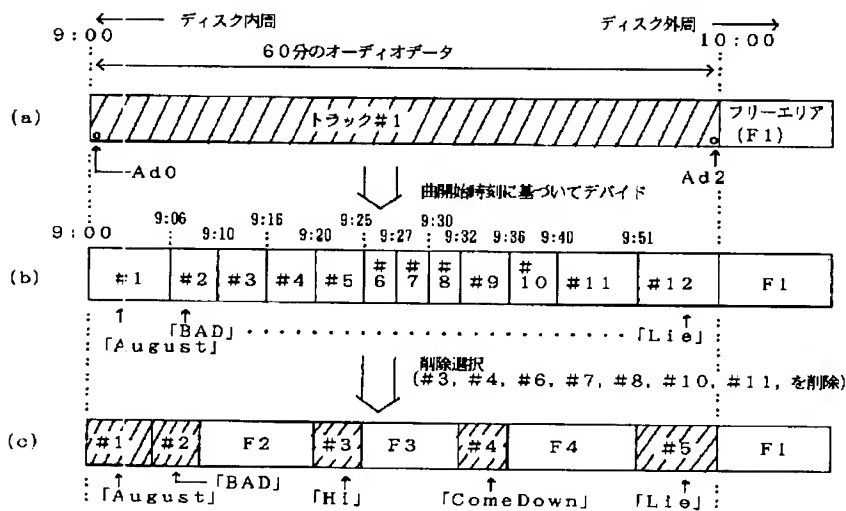 ← ディスク内周 ディスク外周 →
9:00 10:00
60分のオーディオデータ
(a) トラック#1 フリーエリア
(F1)
Ad0 Ad2
曲開始時刻に基づいてデバイド
9:00 9:06 9:10 9:16 9:20 9:25 9:27 9:30 9:32 9:36 9:40 9:51
(b) #1 #2 #3 #4 #5 #6 #7 #8 #9 #10 #11 #12 F1
「BAD」 「Lie」
「August」
削除選択
(#3, #4, #6, #7, #8, #10, #11, を削除)
(c) #1 #2 F2 #3 F3 #4 F4 #5 F1
「August」 「BAD」 「Hi」 「ComeDown」 「Lie」